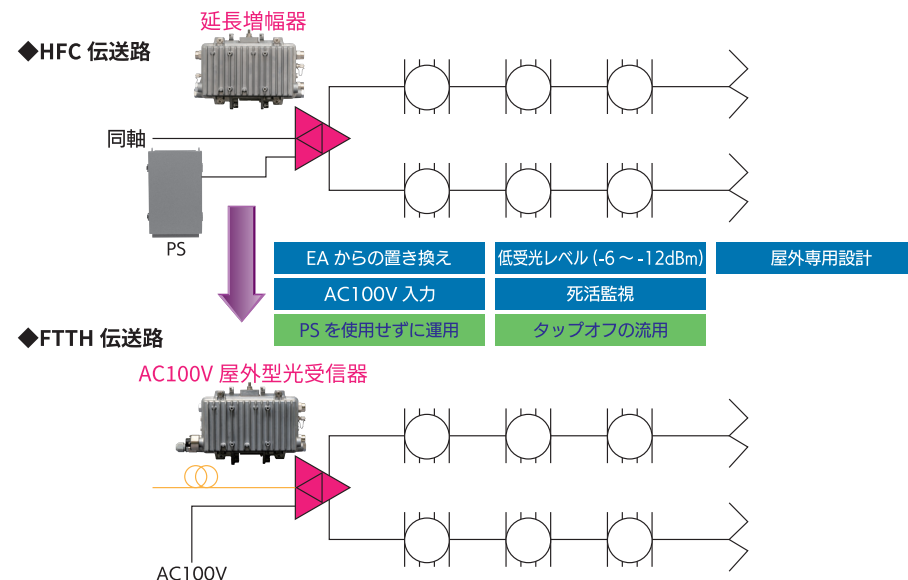 延長増幅器
◆HFC 伝送路
同軸
PS
EA からの置き換え
低受光レベル (-6 ～ -12dBm)
屋外専用設計
AC100V 入力
死活監視
PS を使用せずに運用
タップオフの流用
◆FTTH 伝送路
AC100V 屋外型光受信器
AC100V